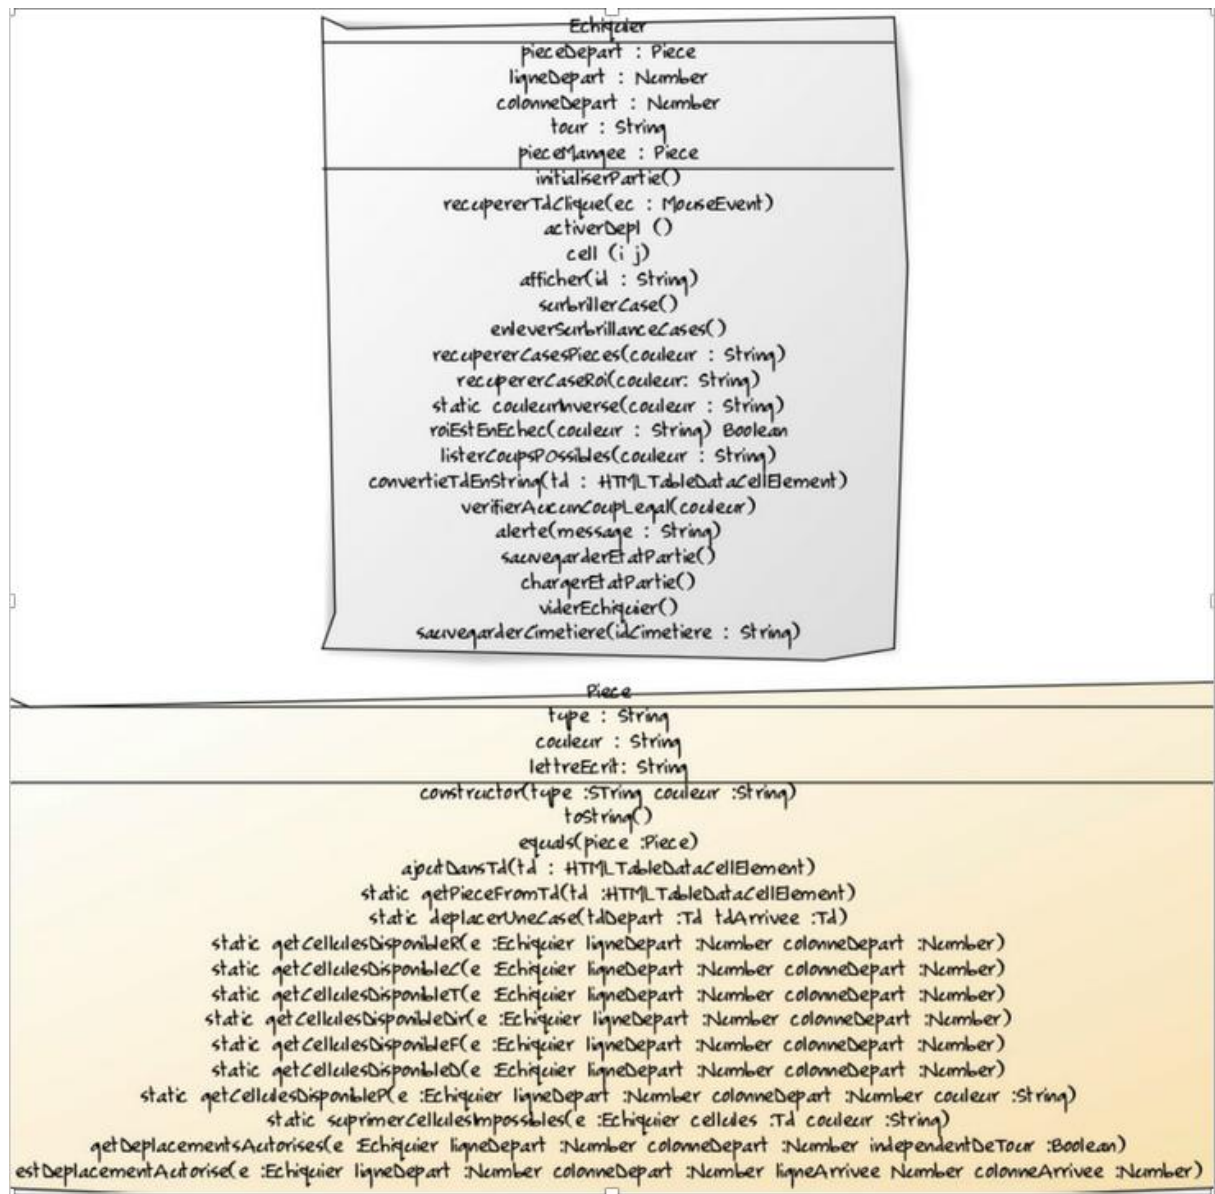 Echiquier
pieceDepart : Piece
ligneDepart : Number
colonneDepart : Number
tour : String
pieceMangee : Piece
initialiserPartie()
recupererTdClique(ec : MouseEvent)
activerDepl ()
cell (i j)
afficher(id : String)
surbrillerCase()
enleverSurbrillanceCases()
recupererCasesPieces(couleur : String)
recupererCaseRoi(couleur: String)
static couleurInverse(couleur : String)
roiEstEnEchec(couleur : String) Boolean
listerCoupsPOssibles(couleur : String)
convertieTdEnString(td : HTMLTableDataCellElement)
verifierAucunCoupLegal(couleur)
alerte(message : String)
sauvegarderEtatPartie()
chargerEtatPartie()
viderEchiquier()
sauvegarderCimetiere(idCimetiere : String)
Piece
type : String
couleur : String
lettreEcrit: String
constructor(type :STring couleur :String)
toString()
equals(piece :Piece)
ajoutDansTd(td : HTMLTableDataCellElement)
static getPieceFromTd(td :HTMLTableDataCellElement)
static deplacerUneCase(tdDepart :Td tdArrivee :Td)
static getCellulesDisponibleR(e :Echiquier ligneDepart :Number colonneDepart :Number)
static getCellulesDisponibleC(e :Echiquier ligneDepart :Number colonneDepart :Number)
static getCellulesDisponibleT(e :Echiquier ligneDepart :Number colonneDepart :Number)
static getCellulesDisponibleDir(e :Echiquier ligneDepart :Number colonneDepart :Number)
static getCellulesDisponibleF(e :Echiquier ligneDepart :Number colonneDepart :Number)
static getCellulesDisponibleD(e :Echiquier ligneDepart :Number colonneDepart :Number)
static getCellulesDisponibleP(e :Echiquier ligneDepart :Number colonneDepart :Number couleur :String)
static suprimerCellulesImpossbles(e :Echiquier cellules :Td couleur :String)
getDeplacementsAutorises(e :Echiquier ligneDepart :Number colonneDepart :Number independentDeTour :Boolean)
estDeplacementAutorise(e :Echiquier ligneDepart :Number colonneDepart :Number ligneArrivee Number colonneArrivee :Number)